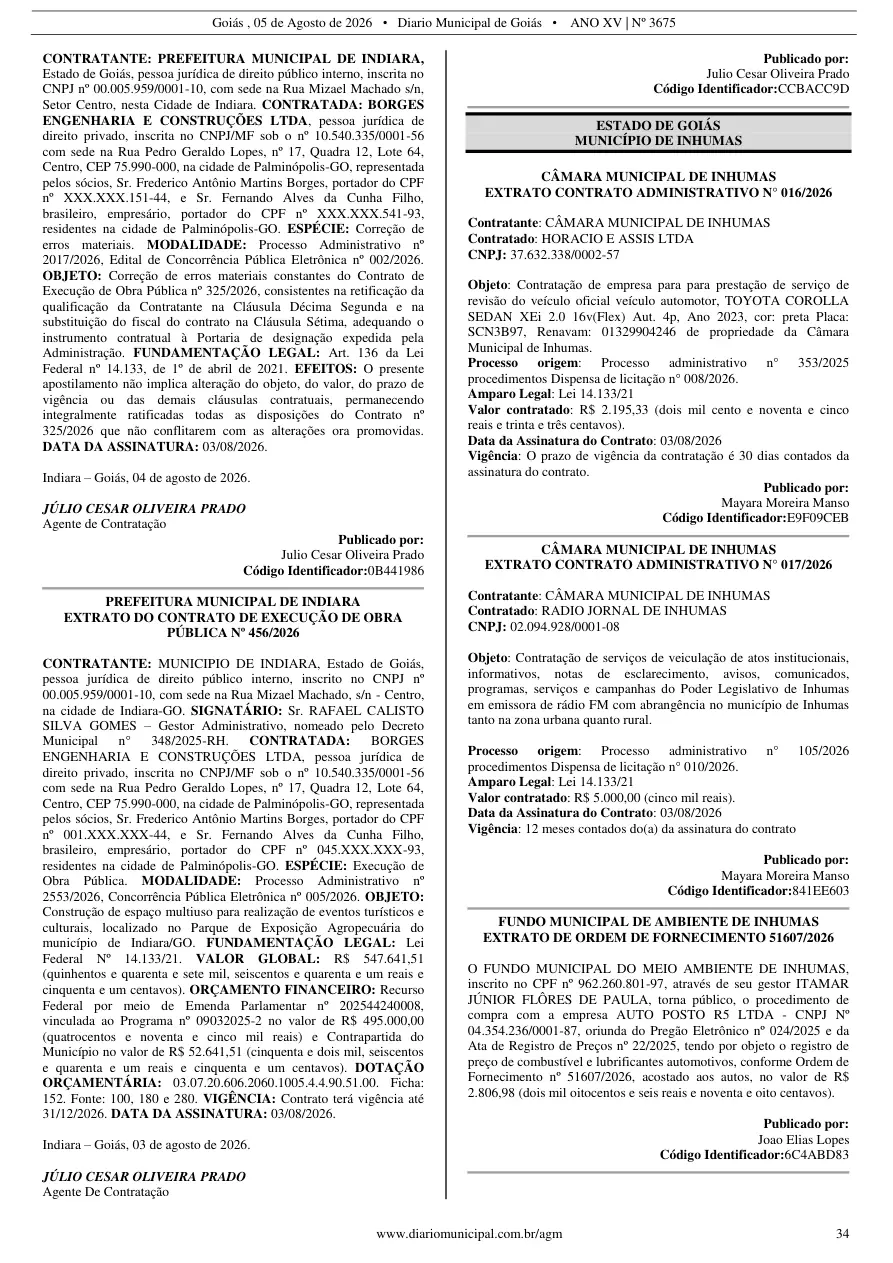 Goiás , 05 de Agosto de 2026 • Diario Municipal de Goiás • ANO XV | Nº 3675
CONTRATANTE: PREFEITURA MUNICIPAL DE INDIARA,
Estado de Goiás, pessoa jurídica de direito público interno, inscrita no
CNPJ nº 00.005.959/0001-10, com sede na Rua Mizael Machado s/n,
Setor Centro, nesta Cidade de Indiara. CONTRATADA: BORGES
ENGENHARIA E CONSTRUÇÕES LTDA, pessoa jurídica de
direito privado, inscrita no CNPJ/MF sob o nº 10.540.335/0001-56
com sede na Rua Pedro Geraldo Lopes, nº 17, Quadra 12, Lote 64,
Centro, CEP 75.990-000, na cidade de Palminópolis-GO, representada
pelos sócios, Sr. Frederico Antônio Martins Borges, portador do CPF
nº XXX.XXX.151-44, e Sr. Fernando Alves da Cunha Filho,
brasileiro, empresário, portador do CPF nº XXX.XXX.541-93,
residentes na cidade de Palminópolis-GO. ESPÉCIE: Correção de
erros materiais. MODALIDADE: Processo Administrativo nº
2017/2026, Edital de Concorrência Pública Eletrônica nº 002/2026.
OBJETO: Correção de erros materiais constantes do Contrato de
Execução de Obra Pública nº 325/2026, consistentes na retificação da
qualificação da Contratante na Cláusula Décima Segunda e na
substituição do fiscal do contrato na Cláusula Sétima, adequando o
instrumento contratual à Portaria de designação expedida pela
Administração. FUNDAMENTAÇÃO LEGAL: Art. 136 da Lei
Federal nº 14.133, de 1º de abril de 2021. EFEITOS: O presente
apostilamento não implica alteração do objeto, do valor, do prazo de
vigência ou das demais cláusulas contratuais, permanecendo
integralmente ratificadas todas as disposições do Contrato nº
325/2026 que não conflitarem com as alterações ora promovidas.
DATA DA ASSINATURA: 03/08/2026.
Indiara – Goiás, 04 de agosto de 2026.
JÚLIO CESAR OLIVEIRA PRADO
Agente de Contratação
Publicado por:
Julio Cesar Oliveira Prado
Código Identificador:0B441986
PREFEITURA MUNICIPAL DE INDIARA
EXTRATO DO CONTRATO DE EXECUÇÃO DE OBRA
PÚBLICA Nº 456/2026
CONTRATANTE: MUNICIPIO DE INDIARA, Estado de Goiás,
pessoa jurídica de direito público interno, inscrito no CNPJ nº
00.005.959/0001-10, com sede na Rua Mizael Machado, s/n - Centro,
na cidade de Indiara-GO. SIGNATÁRIO: Sr. RAFAEL CALISTO
SILVA GOMES – Gestor Administrativo, nomeado pelo Decreto
Municipal n° 348/2025-RH. CONTRATADA: BORGES
ENGENHARIA E CONSTRUÇÕES LTDA, pessoa jurídica de
direito privado, inscrita no CNPJ/MF sob o nº 10.540.335/0001-56
com sede na Rua Pedro Geraldo Lopes, nº 17, Quadra 12, Lote 64,
Centro, CEP 75.990-000, na cidade de Palminópolis-GO, representada
pelos sócios, Sr. Frederico Antônio Martins Borges, portador do CPF
nº 001.XXX.XXX-44, e Sr. Fernando Alves da Cunha Filho,
brasileiro, empresário, portador do CPF nº 045.XXX.XXX-93,
residentes na cidade de Palminópolis-GO. ESPÉCIE: Execução de
Obra Pública. MODALIDADE: Processo Administrativo nº
2553/2026, Concorrência Pública Eletrônica nº 005/2026. OBJETO:
Construção de espaço multiuso para realização de eventos turísticos e
culturais, localizado no Parque de Exposição Agropecuária do
município de Indiara/GO. FUNDAMENTAÇÃO LEGAL: Lei
Federal Nº 14.133/21. VALOR GLOBAL: R$ 547.641,51
(quinhentos e quarenta e sete mil, seiscentos e quarenta e um reais e
cinquenta e um centavos). ORÇAMENTO FINANCEIRO: Recurso
Federal por meio de Emenda Parlamentar nº 202544240008,
vinculada ao Programa nº 09032025-2 no valor de R$ 495.000,00
(quatrocentos e noventa e cinco mil reais) e Contrapartida do
Município no valor de R$ 52.641,51 (cinquenta e dois mil, seiscentos
e quarenta e um reais e cinquenta e um centavos). DOTAÇÃO
ORÇAMENTÁRIA: 03.07.20.606.2060.1005.4.4.90.51.00. Ficha:
152. Fonte: 100, 180 e 280. VIGÊNCIA: Contrato terá vigência até
31/12/2026. DATA DA ASSINATURA: 03/08/2026.
Indiara – Goiás, 03 de agosto de 2026.
JÚLIO CESAR OLIVEIRA PRADO
Agente De Contratação
Publicado por:
Julio Cesar Oliveira Prado
Código Identificador:CCBACC9D
ESTADO DE GOIÁS
MUNICÍPIO DE INHUMAS
CÂMARA MUNICIPAL DE INHUMAS
EXTRATO CONTRATO ADMINISTRATIVO N° 016/2026
Contratante: CÂMARA MUNICIPAL DE INHUMAS
Contratado: HORACIO E ASSIS LTDA
CNPJ: 37.632.338/0002-57
Objeto: Contratação de empresa para para prestação de serviço de
revisão do veículo oficial veículo automotor, TOYOTA COROLLA
SEDAN XEi 2.0 16v(Flex) Aut. 4p, Ano 2023, cor: preta Placa:
SCN3B97, Renavam: 01329904246 de propriedade da Câmara
Municipal de Inhumas.
Processo origem: Processo administrativo n° 353/2025
procedimentos Dispensa de licitação n° 008/2026.
Amparo Legal: Lei 14.133/21
Valor contratado: R$ 2.195,33 (dois mil cento e noventa e cinco
reais e trinta e três centavos).
Data da Assinatura do Contrato: 03/08/2026
Vigência: O prazo de vigência da contratação é 30 dias contados da
assinatura do contrato.
Publicado por:
Mayara Moreira Manso
Código Identificador:E9F09CEB
CÂMARA MUNICIPAL DE INHUMAS
EXTRATO CONTRATO ADMINISTRATIVO N° 017/2026
Contratante: CÂMARA MUNICIPAL DE INHUMAS
Contratado: RADIO JORNAL DE INHUMAS
CNPJ: 02.094.928/0001-08
Objeto: Contratação de serviços de veiculação de atos institucionais,
informativos, notas de esclarecimento, avisos, comunicados,
programas, serviços e campanhas do Poder Legislativo de Inhumas
em emissora de rádio FM com abrangência no município de Inhumas
tanto na zona urbana quanto rural.
Processo origem: Processo administrativo n° 105/2026
procedimentos Dispensa de licitação n° 010/2026.
Amparo Legal: Lei 14.133/21
Valor contratado: R$ 5.000,00 (cinco mil reais).
Data da Assinatura do Contrato: 03/08/2026
Vigência: 12 meses contados do(a) da assinatura do contrato
Publicado por:
Mayara Moreira Manso
Código Identificador:841EE603
FUNDO MUNICIPAL DE AMBIENTE DE INHUMAS
EXTRATO DE ORDEM DE FORNECIMENTO 51607/2026
O FUNDO MUNICIPAL DO MEIO AMBIENTE DE INHUMAS,
inscrito no CPF nº 962.260.801-97, através de seu gestor ITAMAR
JÚNIOR FLÔRES DE PAULA, torna público, o procedimento de
compra com a empresa AUTO POSTO R5 LTDA - CNPJ Nº
04.354.236/0001-87, oriunda do Pregão Eletrônico nº 024/2025 e da
Ata de Registro de Preços nº 22/2025, tendo por objeto o registro de
preço de combustível e lubrificantes automotivos, conforme Ordem de
Fornecimento nº 51607/2026, acostado aos autos, no valor de R$
2.806,98 (dois mil oitocentos e seis reais e noventa e oito centavos).
Publicado por:
Joao Elias Lopes
Código Identificador:6C4ABD83
www.diariomunicipal.com.br/agm 34